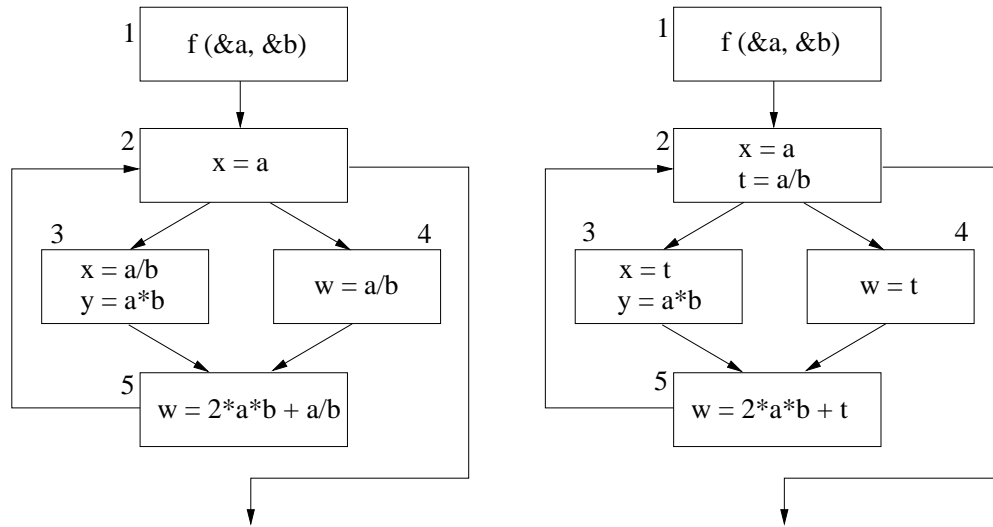 1
f (&a, &b)
2
x = a
3
x = a/b
y = a*b
4
w = a/b
5
w = 2*a*b + a/b
1
f (&a, &b)
2
x = a
t = a/b
3
x = t
y = a*b
4
w = t
5
w = 2*a*b + t